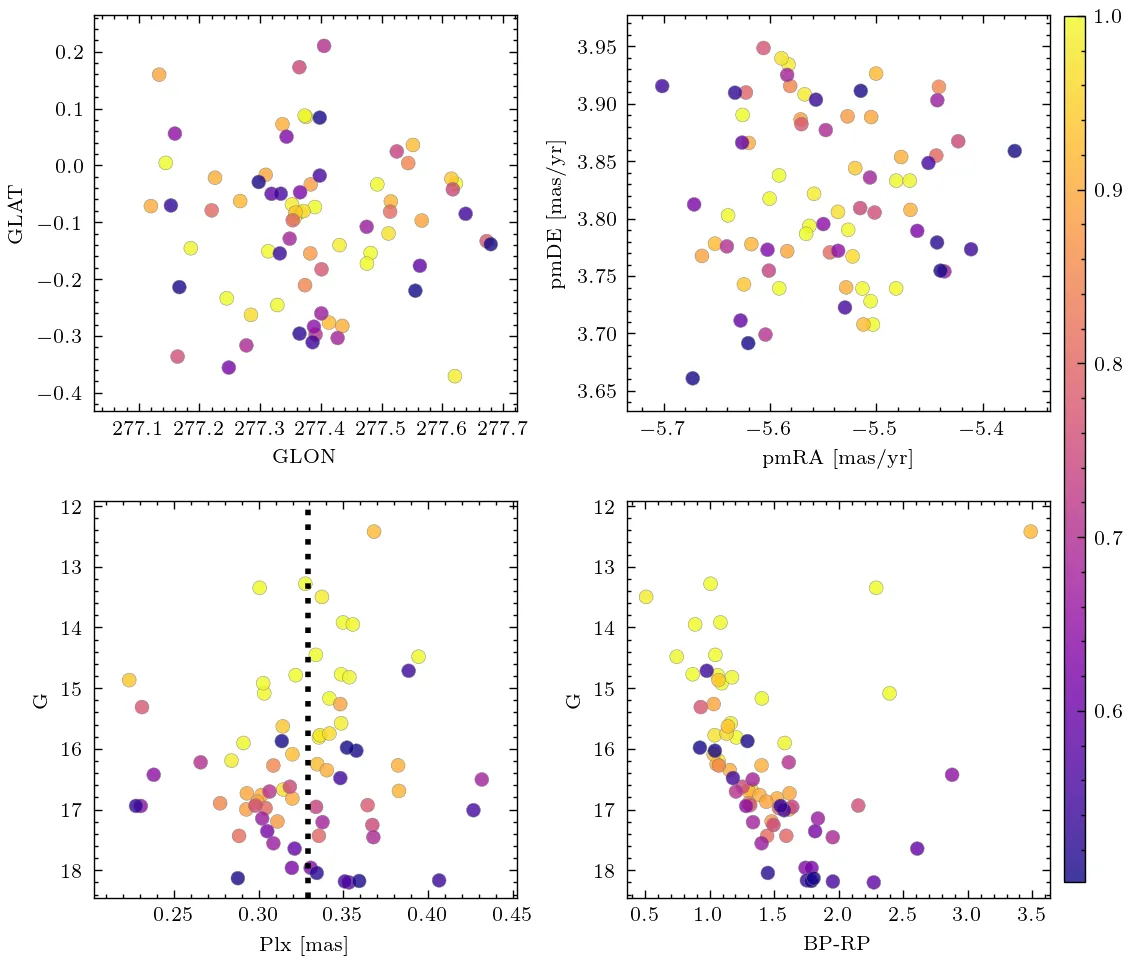 0.2
0.1
0.0
−0.1
−0.2
−0.3
−0.4
GLAT
277.1 277.2 277.3 277.4 277.5 277.6 277.7
GLON
3.95
3.90
3.85
3.80
3.75
3.70
3.65
pmDE [mas/yr]
−5.7 −5.6 −5.5 −5.4
pmRA [mas/yr]
12
13
14
15
16
17
18
G
0.25 0.30 0.35 0.40 0.45
Plx [mas]
12
13
14
15
16
17
18
G
0.5 1.0 1.5 2.0 2.5 3.0 3.5
BP-RP
1.0
0.9
0.8
0.7
0.6